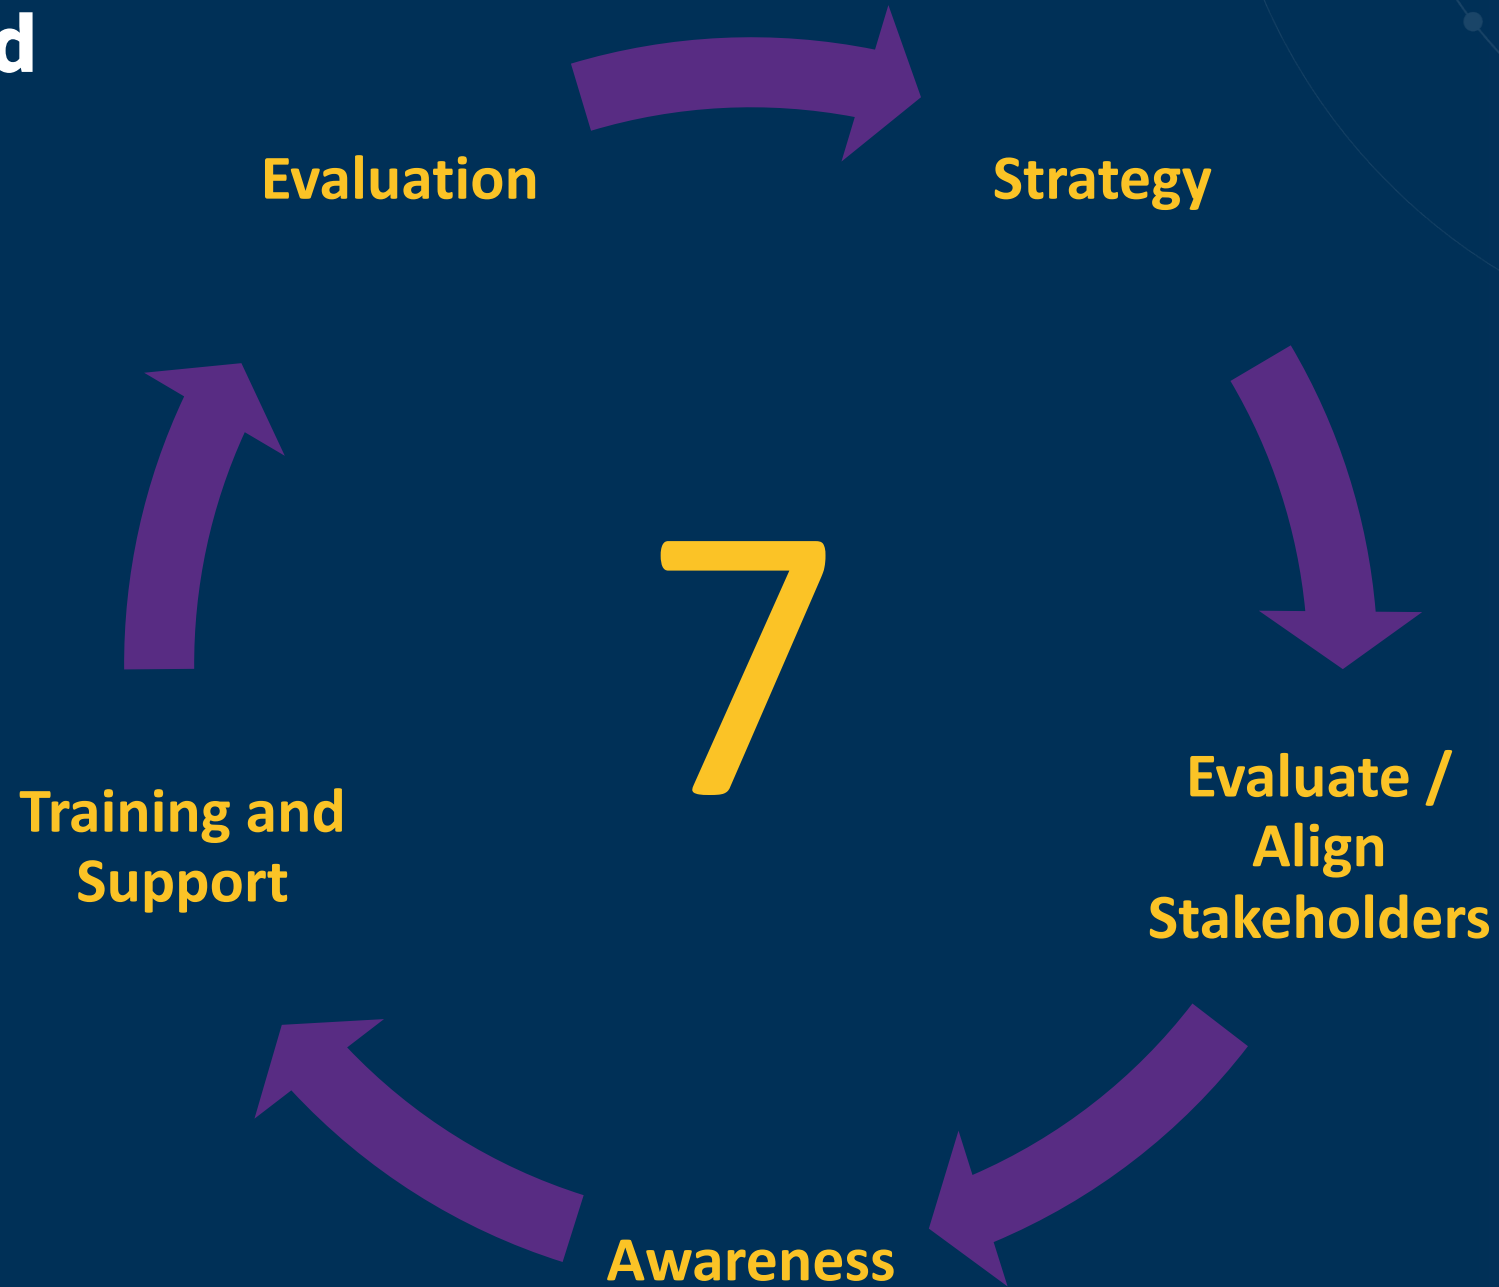 d
Evaluation
Strategy
7
Evaluate /
Align
Stakeholders
Training and
Support
Awareness